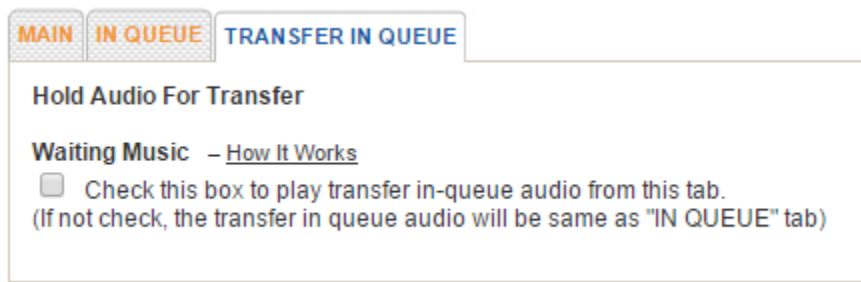 MAIN IN QUEUE TRANSFER IN QUEUE
Hold Audio For Transfer
Waiting Music – How It Works
Check this box to play transfer in-queue audio from this tab.
(If not check, the transfer in queue audio will be same as "IN QUEUE" tab)